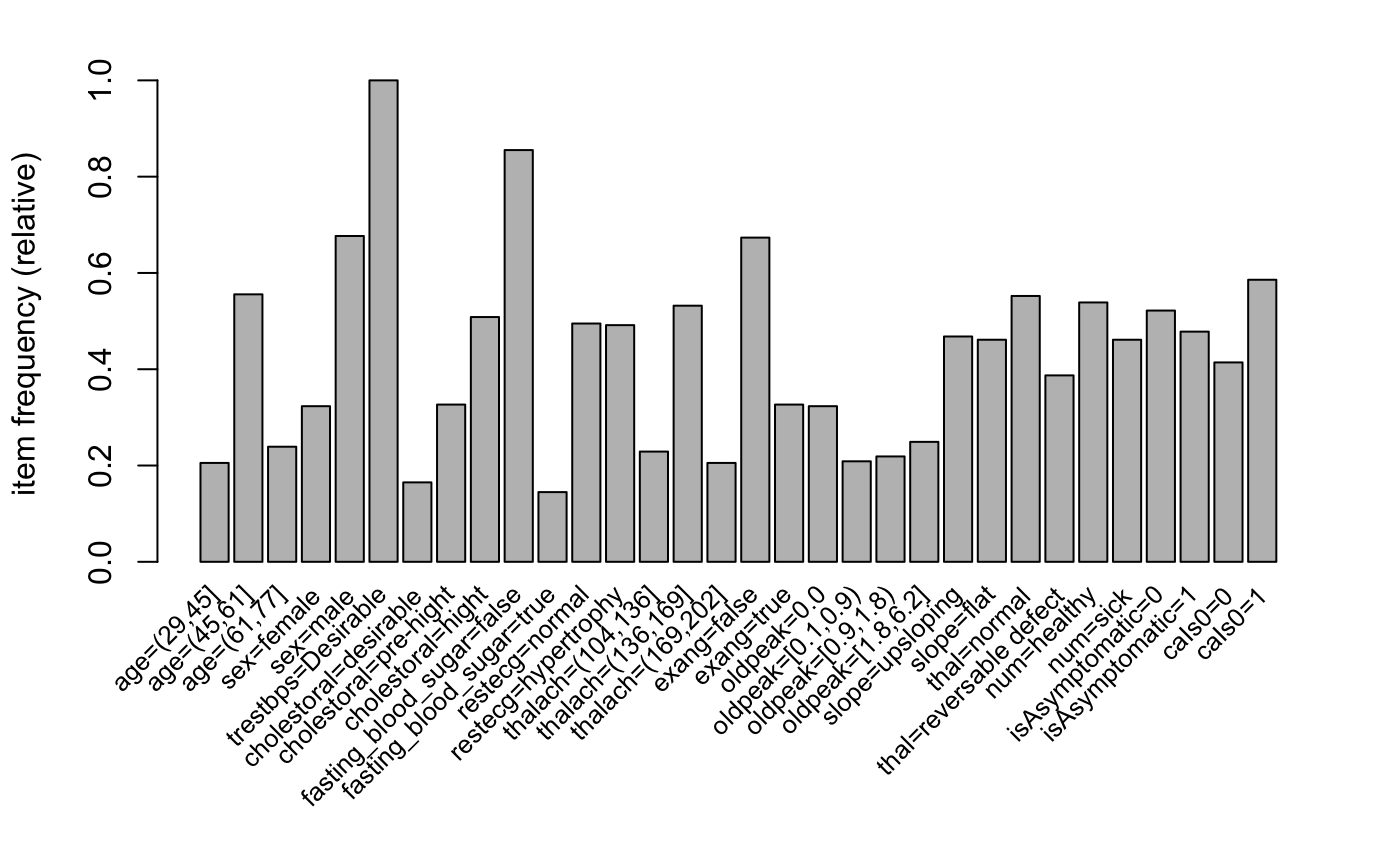 item frequency (relative)
1.0
0.8
0.6
0.4
0.2
0.0
age=(29,45]
age=(45,61]
age=(61,77]
sex=female
sex=male
trestbps=Desirable
cholestoral=desirable
cholestoral=pre-hight
cholestoral=hight
fasting_blood_sugar=false
fasting_blood_sugar=true
restecg=normal
restecg=hypertrophy
thalach=(104,136]
thalach=(136,169]
thalach=(169,202]
exang=false
exang=true
oldpeak=0.0
oldpeak=[0.1,0.9)
oldpeak=[0.9,1.8)
oldpeak=[1.8,6.2]
slope=upsloping
slope=flat
thal=normal
thal=reversable defect
num=healthy
num=sick
isAsymptomatic=0
isAsymptomatic=1
cals0=0
cals0=1